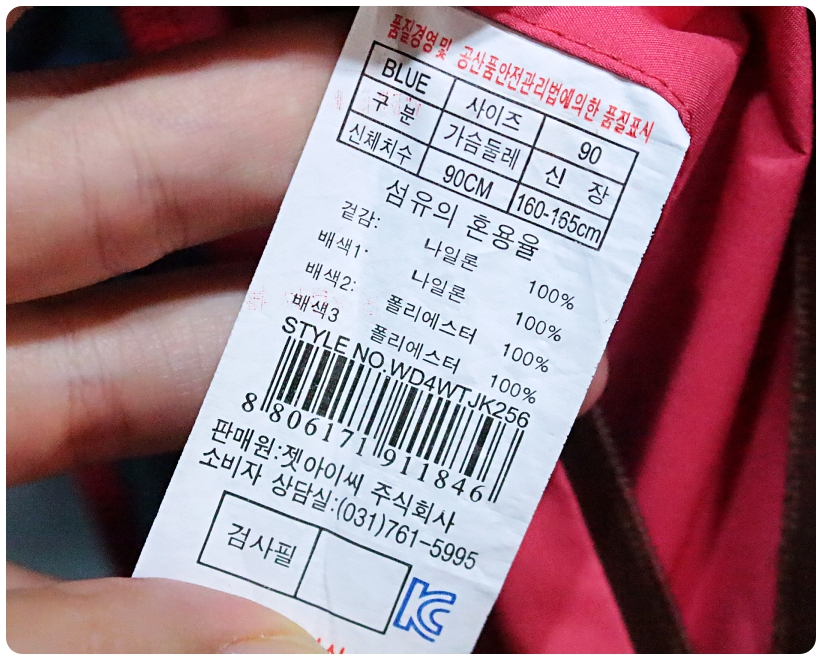 품질경영및 공산품안전관리법에의한 품질표시
BLUE 사이즈 90
구 분 가슴둘레 신 장
신체치수 90CM 160-165cm
섬유의 혼용율
겉감: 나일론 100%
배색1: 나일론 100%
배색2: 폴리에스터 100%
배색3 폴리에스터 100%
STYLE NO.WD4WTJK256
8 806171 911846
판매원:젯아이씨 주식회사
소비자 상담실:(031)761-5995
검사필